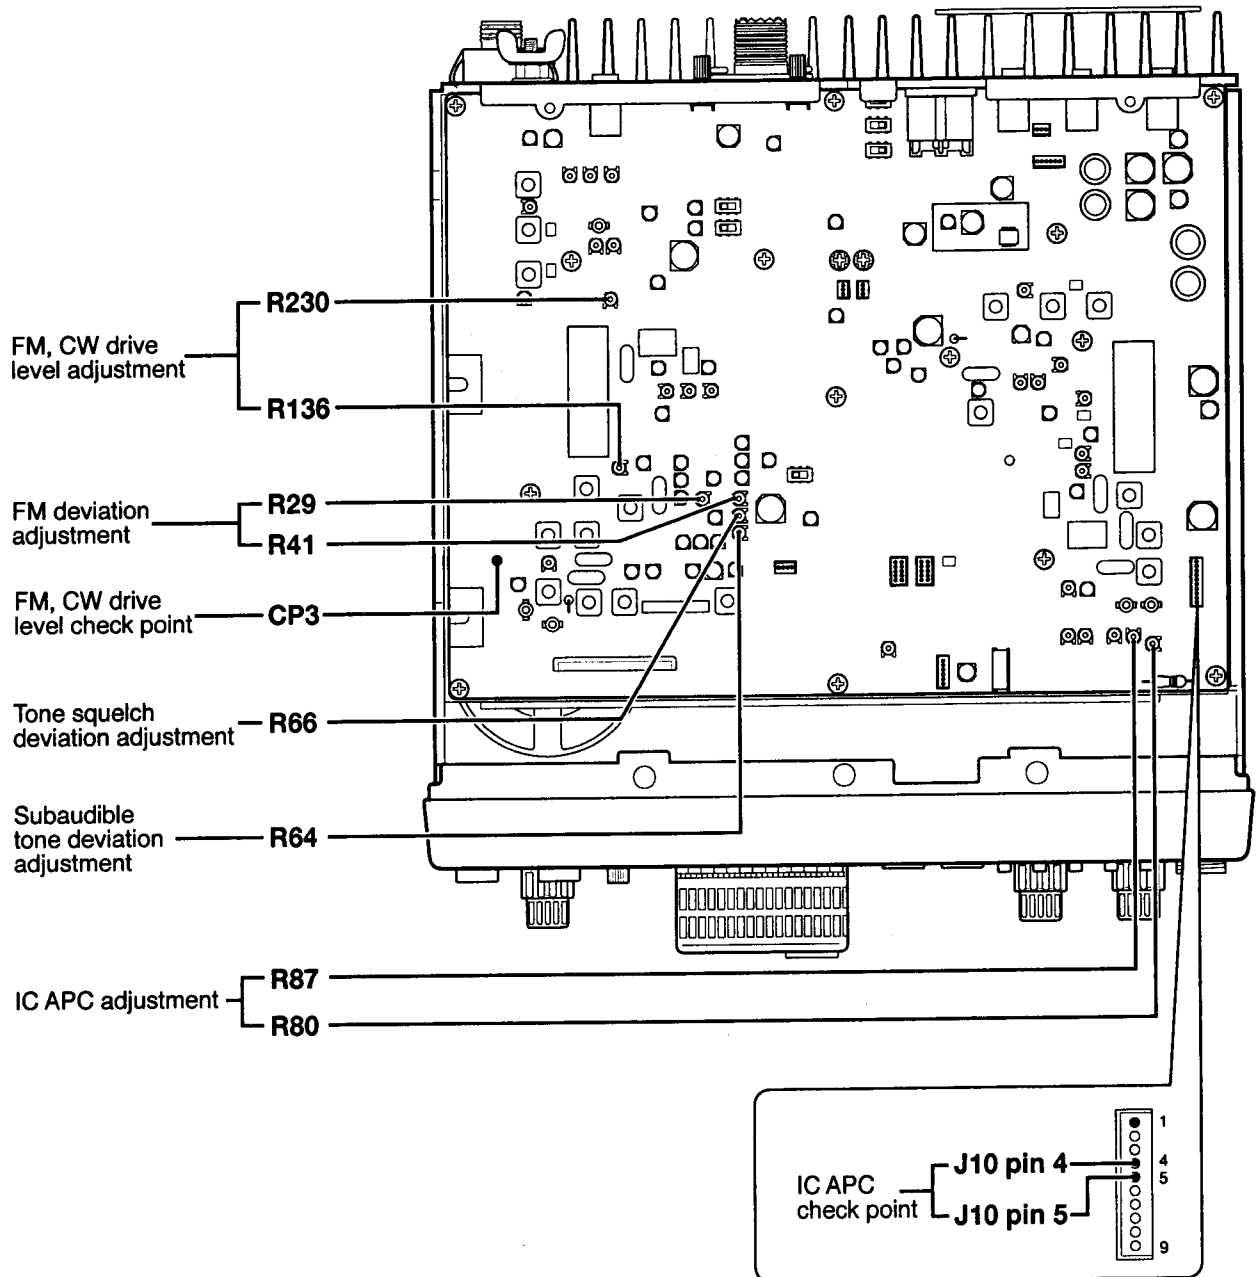 R230
FM, CW drive
level adjustment
R136
R29
FM deviation
adjustment
R41
FM, CW drive
level check point
CP3
Tone squelch
deviation adjustment
R66
Subaudible
tone deviation
adjustment
R64
R87
IC APC adjustment
R80
1
J10 pin 4
4
5
IC APC
check point
J10 pin 5
9